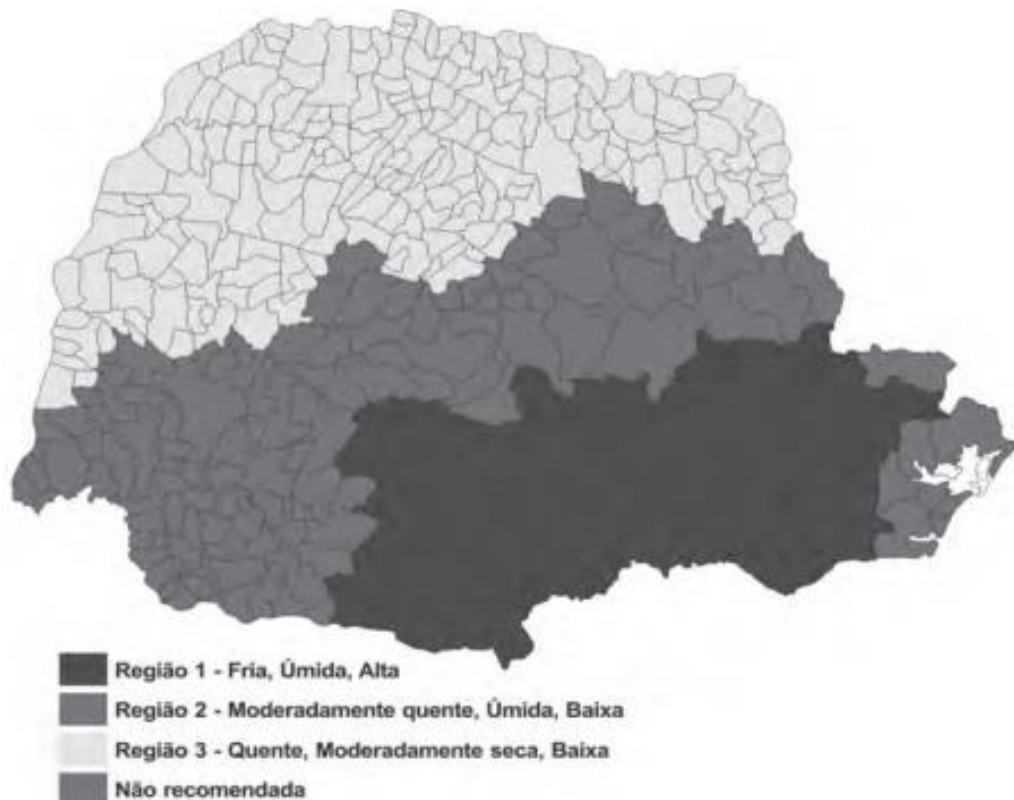 Região 1 - Fria, Úmida, Alta
Região 2 - Moderadamente quente, Úmida, Baixa
Região 3 - Quente, Moderadamente seca, Baixa
Não recomendada